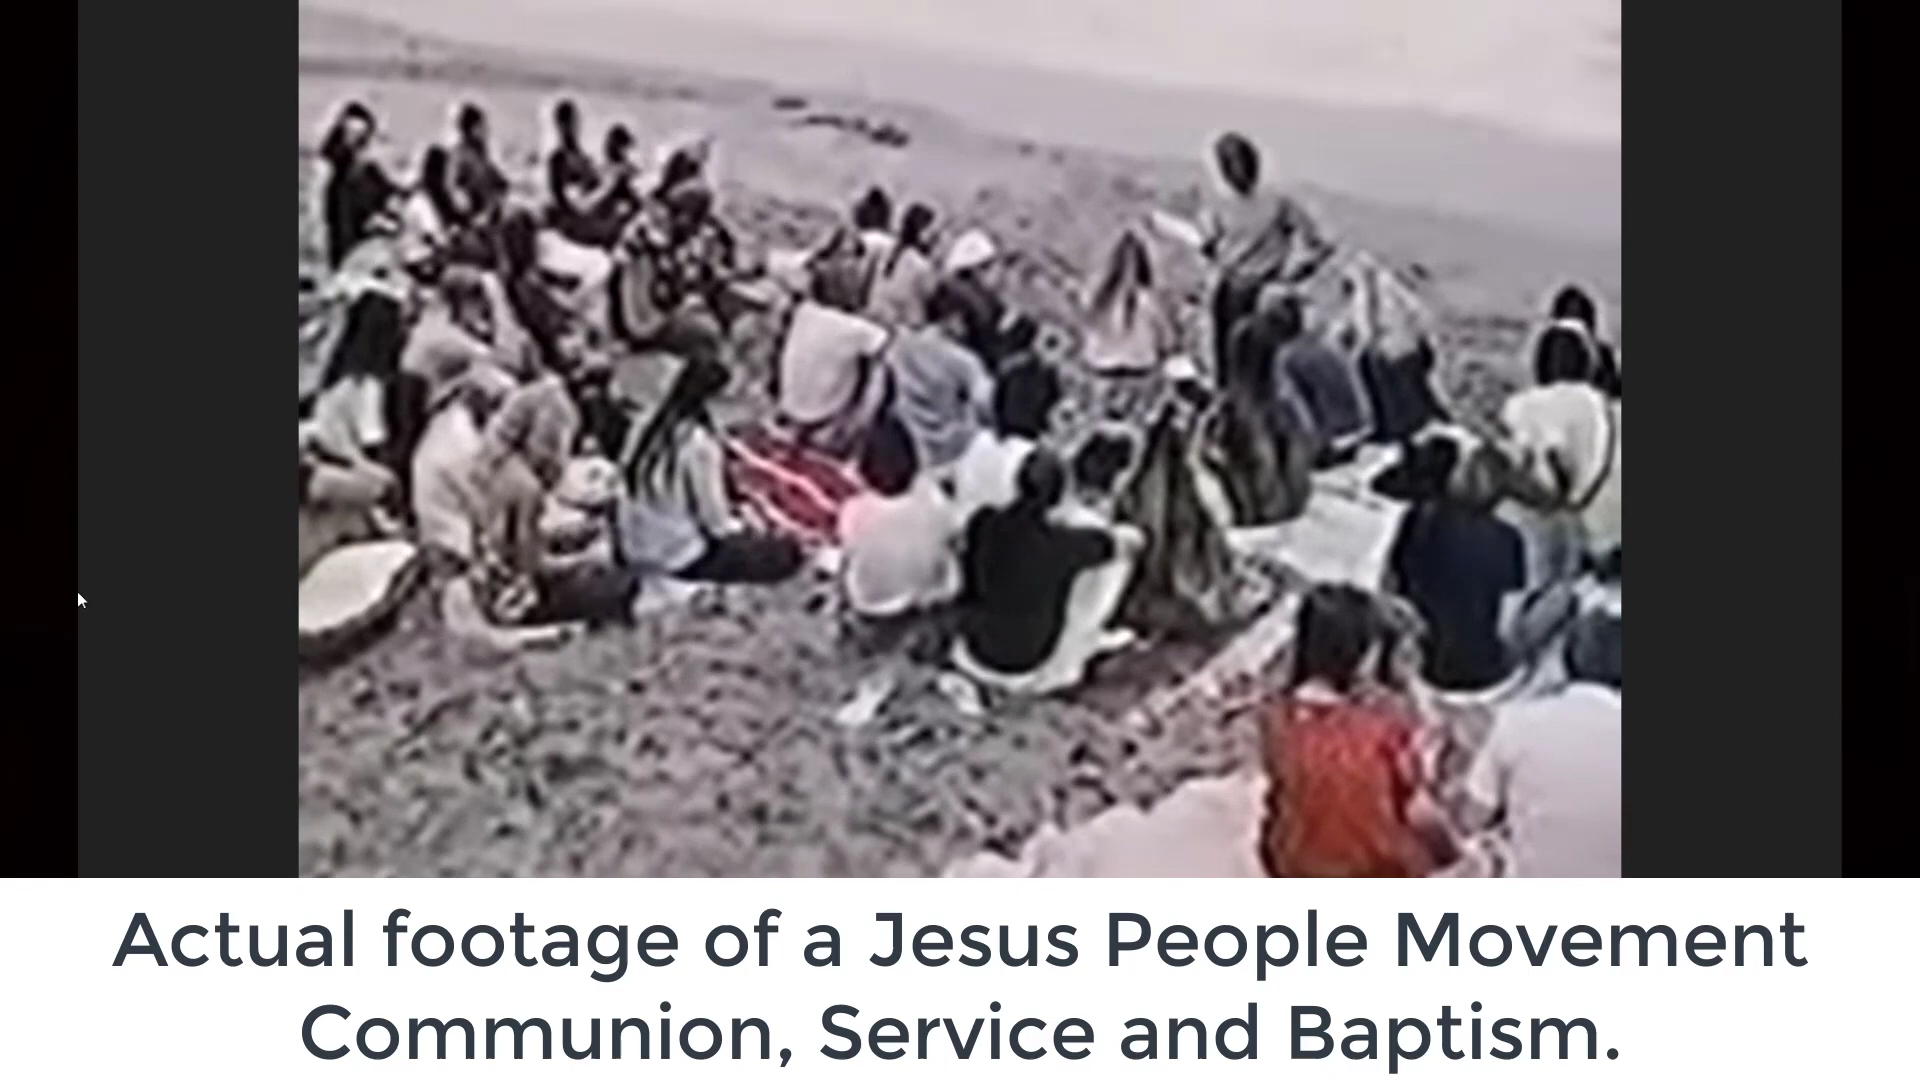 Actual footage of a Jesus People Movement
Communion, Service and Baptism.